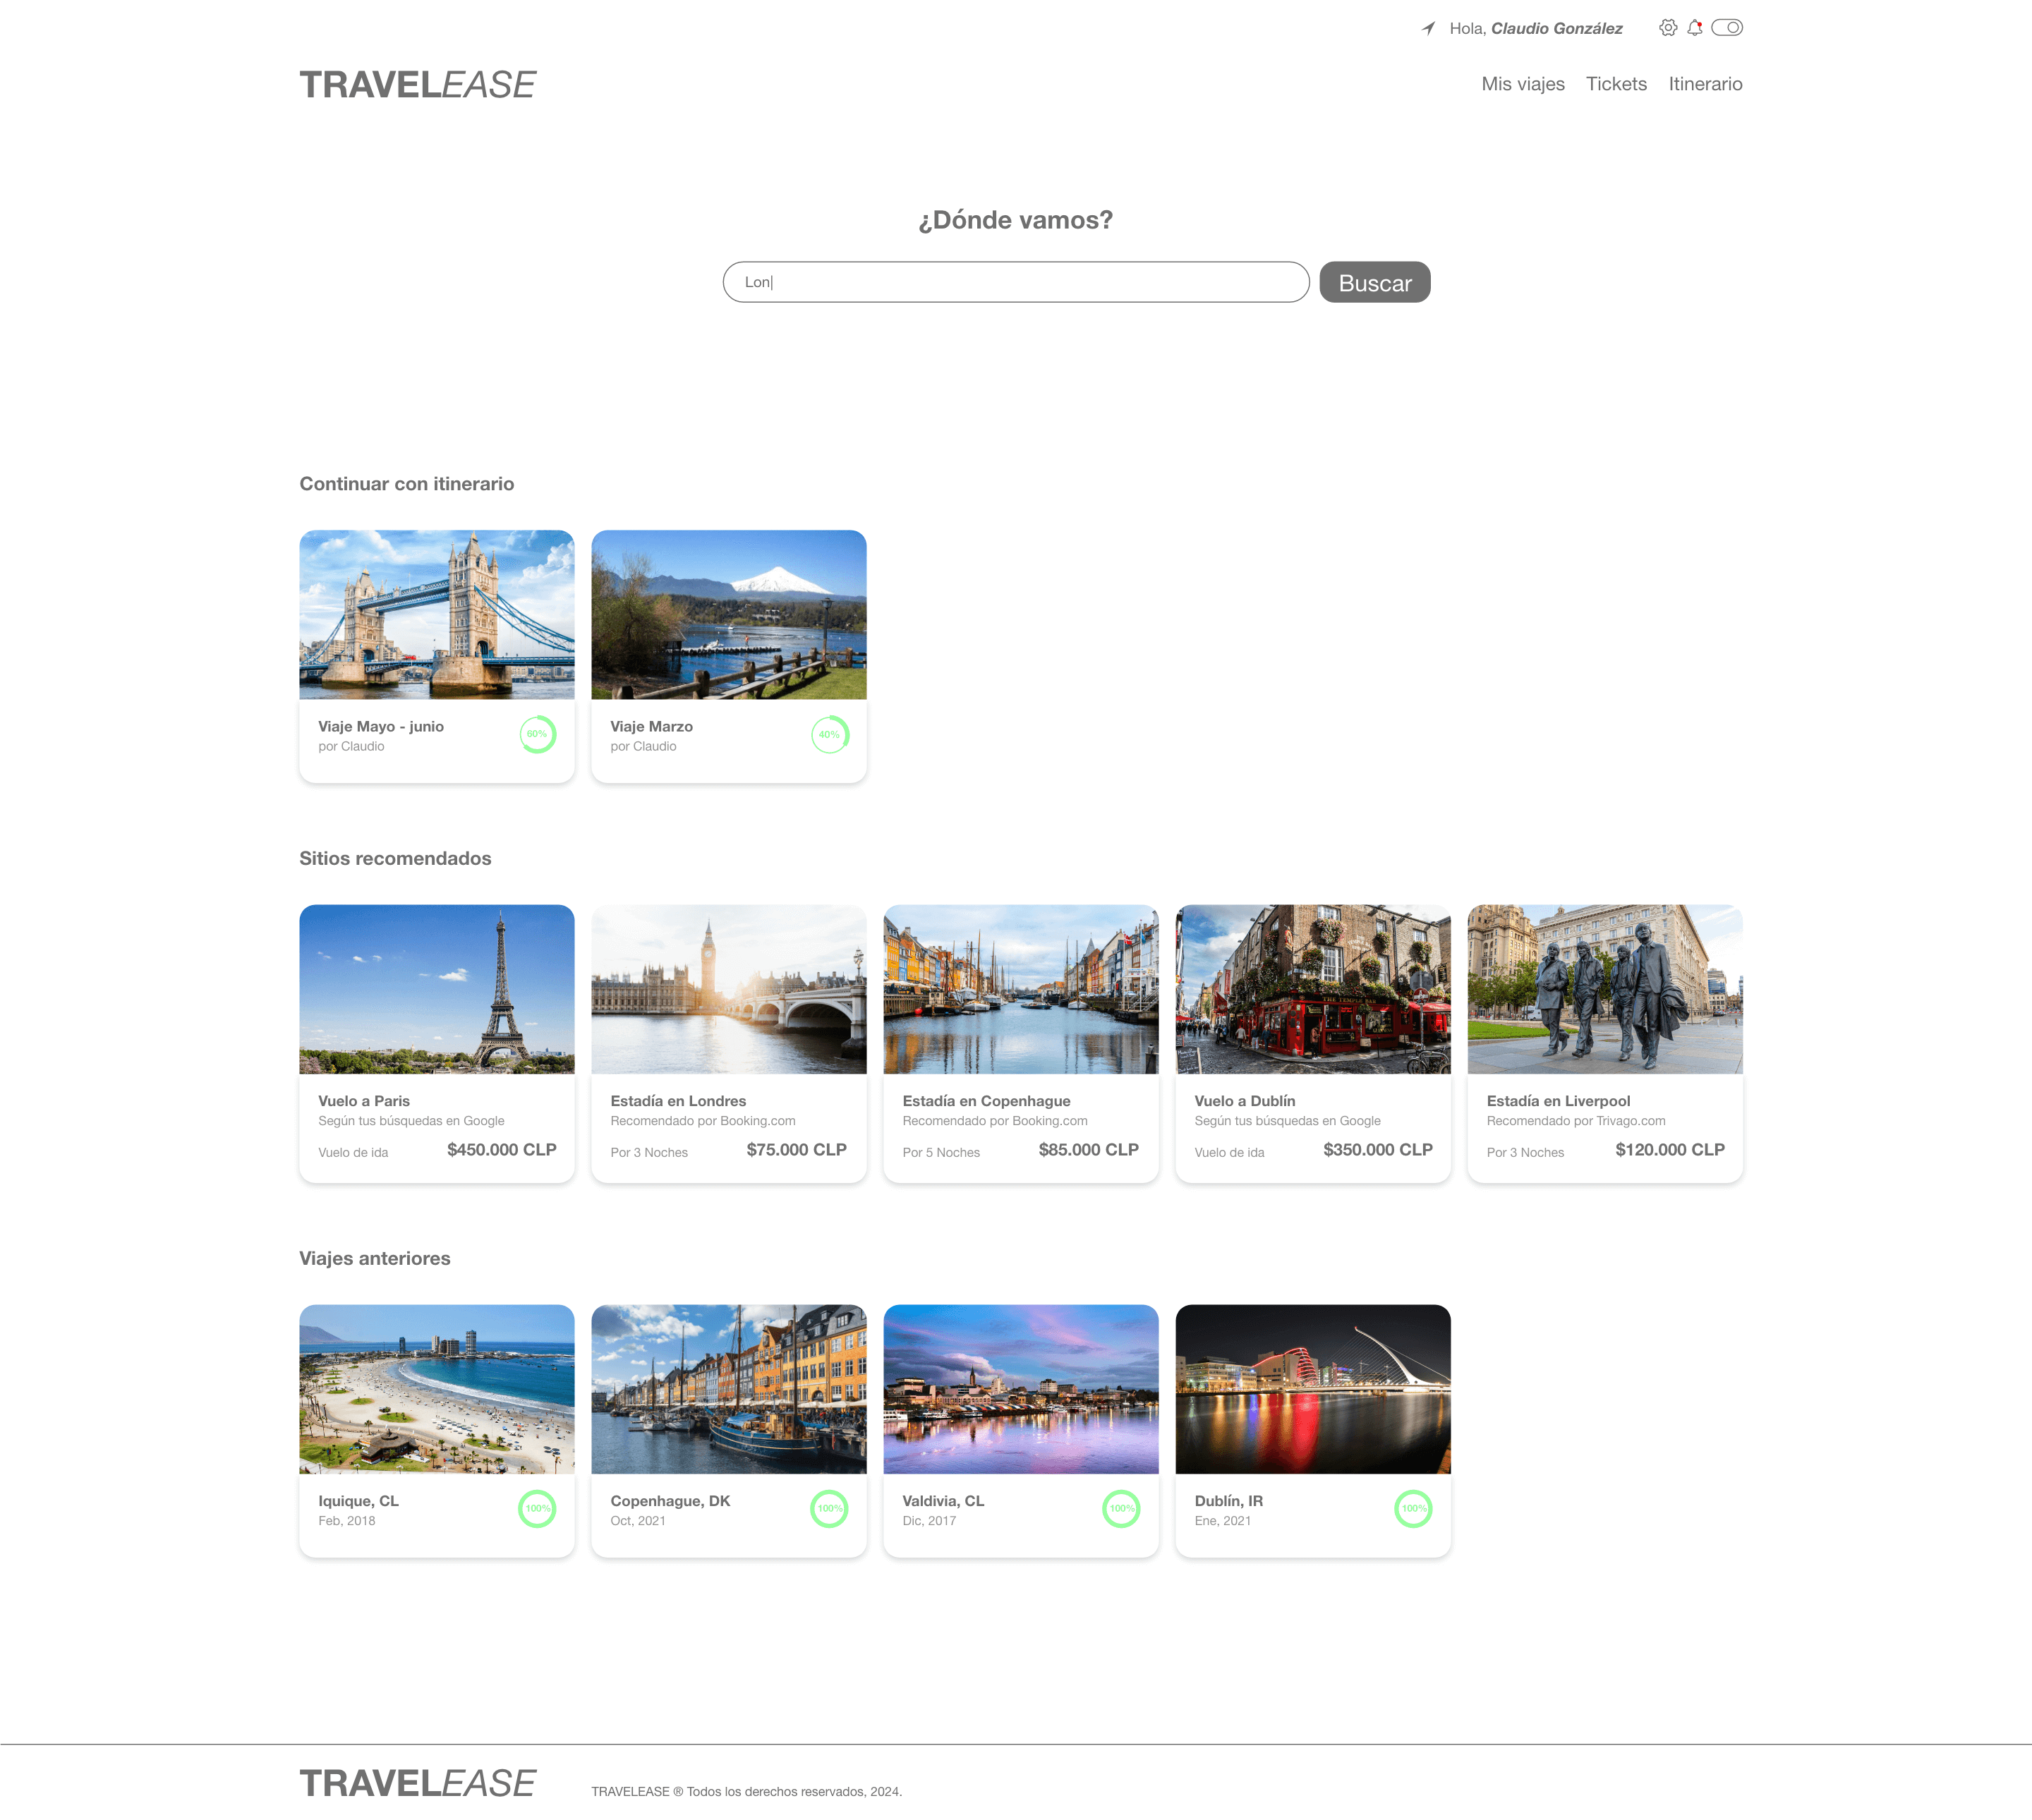 Hola, Claudio González
TRAVELEASE
Mis viajes Tickets Itinerario
¿Dónde vamos?
Lon
Buscar
Continuar con itinerario
Viaje Mayo - junio
por Claudio
60%
Viaje Marzo
por Claudio
40%
Sitios recomendados
THE TEMPLE BAR
Vuelo a Paris
Según tus búsquedas en Google
Vuelo de ida $450.000 CLP
Estadía en Londres
Recomendado por Booking.com
Por 3 Noches $75.000 CLP
Estadía en Copenhague
Recomendado por Booking.com
Por 5 Noches $85.000 CLP
Vuelo a Dublín
Según tus búsquedas en Google
Vuelo de ida $350.000 CLP
Estadía en Liverpool
Recomendado por Trivago.com
Por 3 Noches $120.000 CLP
Viajes anteriores
Iquique, CL
Feb, 2018
100%
Copenhague, DK
Oct, 2021
100%
Valdivia, CL
Dic, 2017
100%
Dublín, IR
Ene, 2021
100%
TRAVELEASE
TRAVELEASE ® Todos los derechos reservados, 2024.